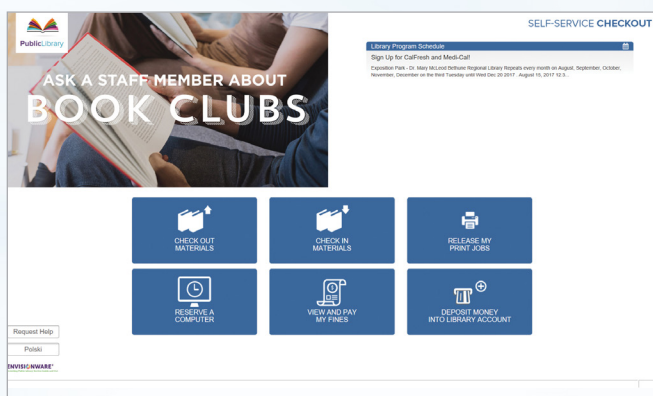 SELF-SERVICE CHECKOUT
PublicLibrary
ASK A STAFF MEMBER ABOUT
BOOK CLUBS
Library Program Schedule
Sign Up for CalFresh and Medi-Cal!
Exposition Park - Dr. Mary McLeod Bethune Regional Library Repeats every month on August, September, October,
November, December on the third Tuesday until Wed Dec 20 2017 - August 15, 2017 12:3...
CHECK OUT
MATERIALS
CHECK IN
MATERIALS
RELEASE MY
PRINT JOBS
RESERVE A
COMPUTER
VIEW AND PAY
MY FINES
DEPOSIT MONEY
INTO LIBRARY ACCOUNT
Request Help
Polski
ENVISIONWARE